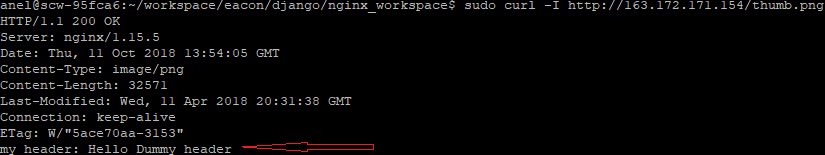 anel@scw-95fca6:~/workspace/eacon/django/nginx_workspace$ sudo curl -I http://163.172.171.154/thumb.png
HTTP/1.1 200 OK
Server: nginx/1.15.5
Date: Thu, 11 Oct 2018 13:54:05 GMT
Content-Type: image/png
Content-Length: 32571
Last-Modified: Wed, 11 Apr 2018 20:31:38 GMT
Connection: keep-alive
ETag: W/"5ace70aa-3153"
my header: Hello Dummy header